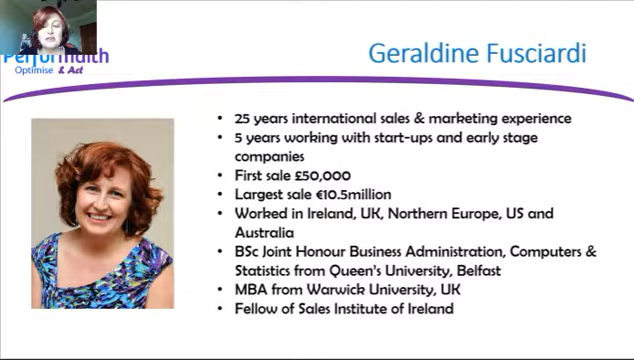 Optimise & Act
Geraldine Fusciardi
• 25 years international sales & marketing experience
• 5 years working with start-ups and early stage
companies
• First sale £50,000
• Largest sale €10.5million
• Worked in Ireland, UK, Northern Europe, US and
Australia
• BSc Joint Honour Business Administration, Computers &
Statistics from Queen's University, Belfast
• MBA from Warwick University, UK
• Fellow of Sales Institute of Ireland